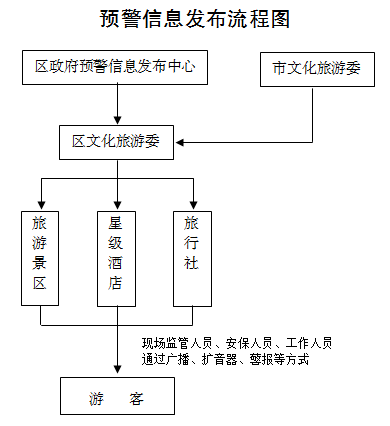 预警信息发布流程图
区政府预警信息发布中心
市文化旅游委
区文化旅游委
旅游景区
星级酒店
旅行社
现场监管人员、安保人员、工作人员
通过广播、扩音器、警报等方式
游 客